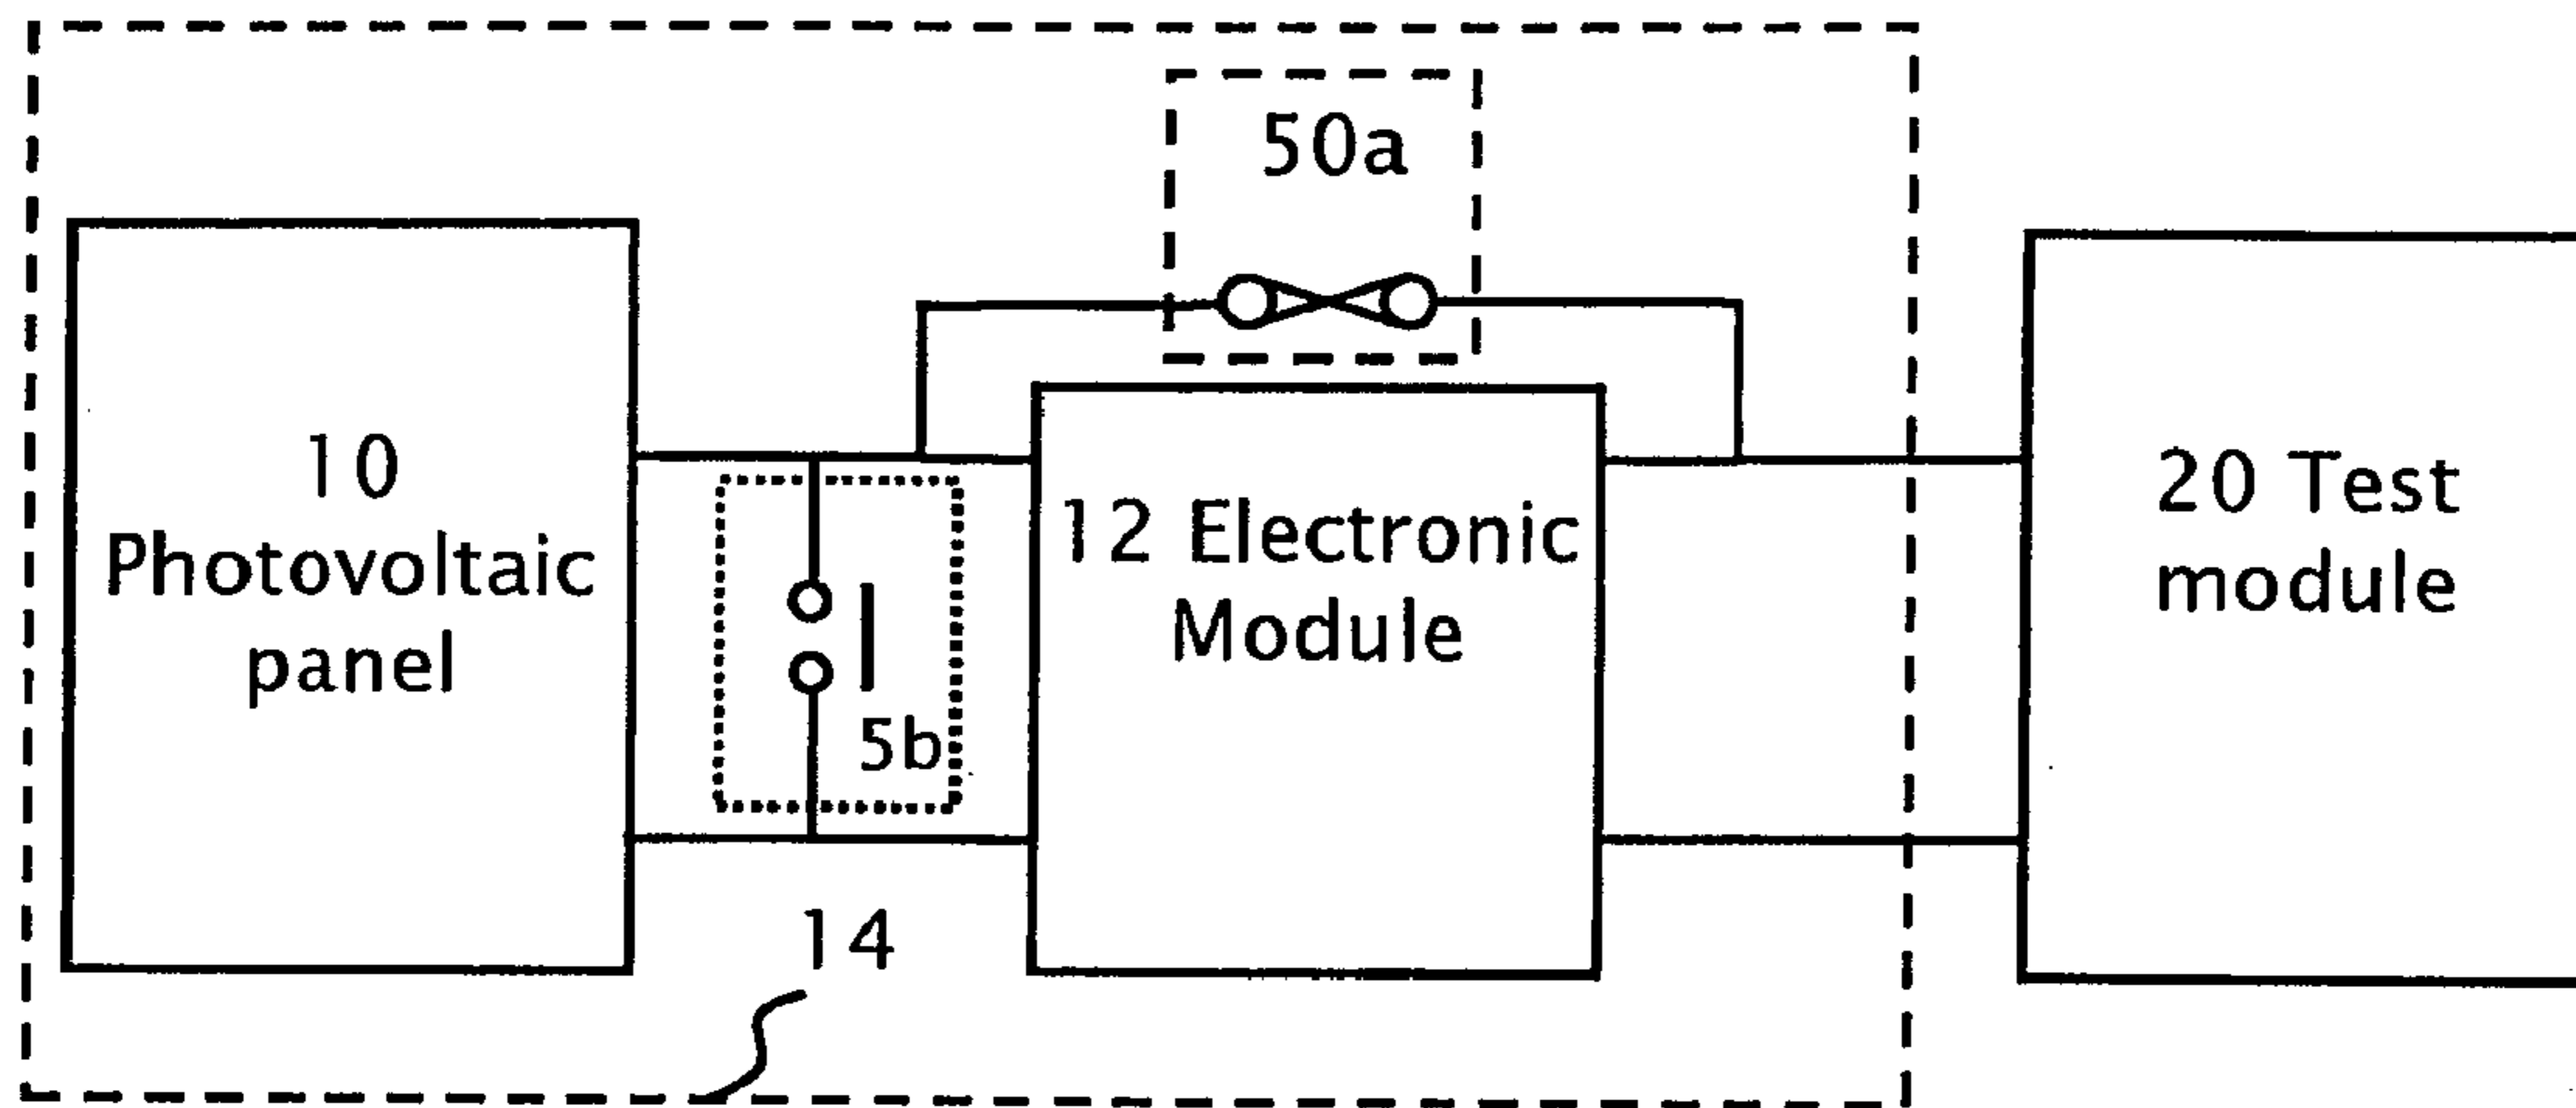 50a
10
Photovoltaic
panel
12 Electronic
Module
5b
20 Test
module
14